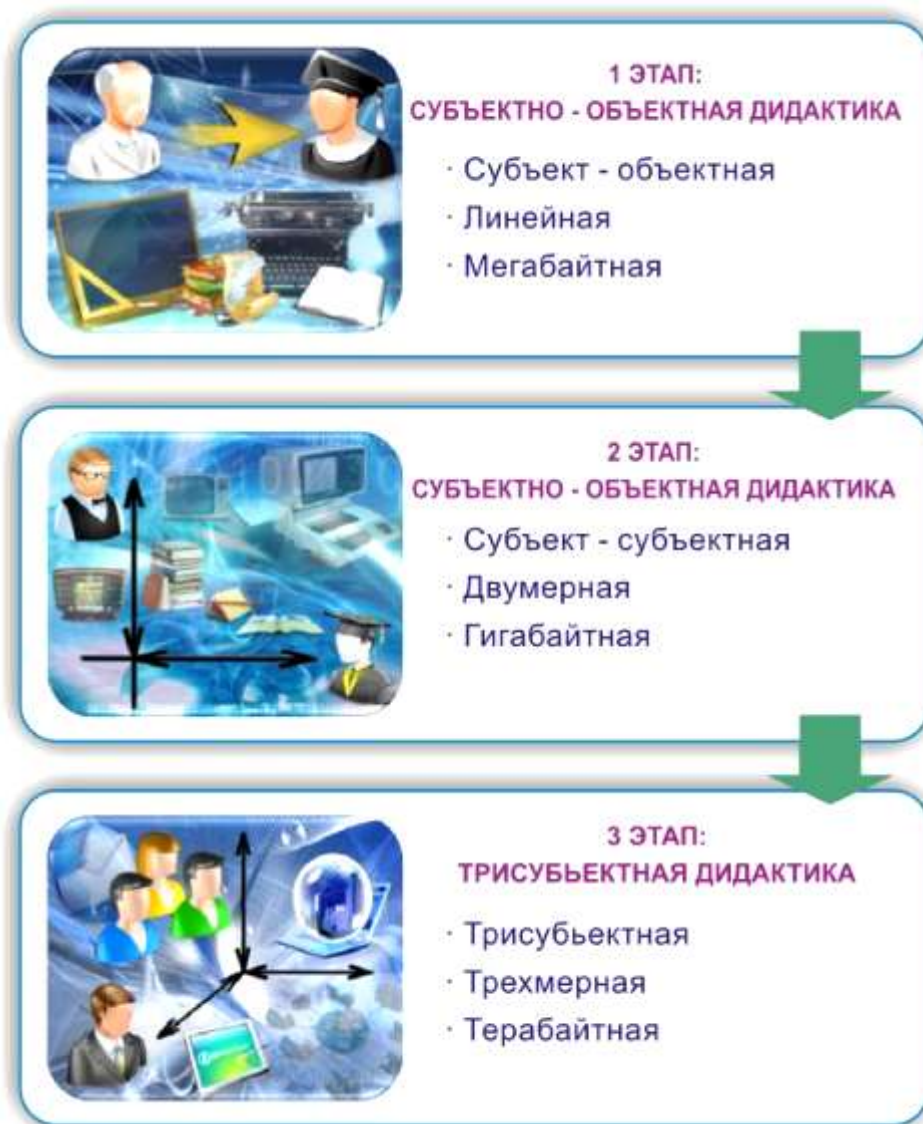 1 ЭТАП:
СУБЪЕКТНО - ОБЪЕКТНАЯ ДИДАКТИКА
· Субъект - объектная
· Линейная
· Мегабайтная
2 ЭТАП:
СУБЪЕКТНО - ОБЪЕКТНАЯ ДИДАКТИКА
· Субъект - субъектная
· Двумерная
· Гигабайтная
3 ЭТАП:
ТРИСУБЬЕКТНАЯ ДИДАКТИКА
· Трисубьектная
· Трехмерная
· Терабайтная